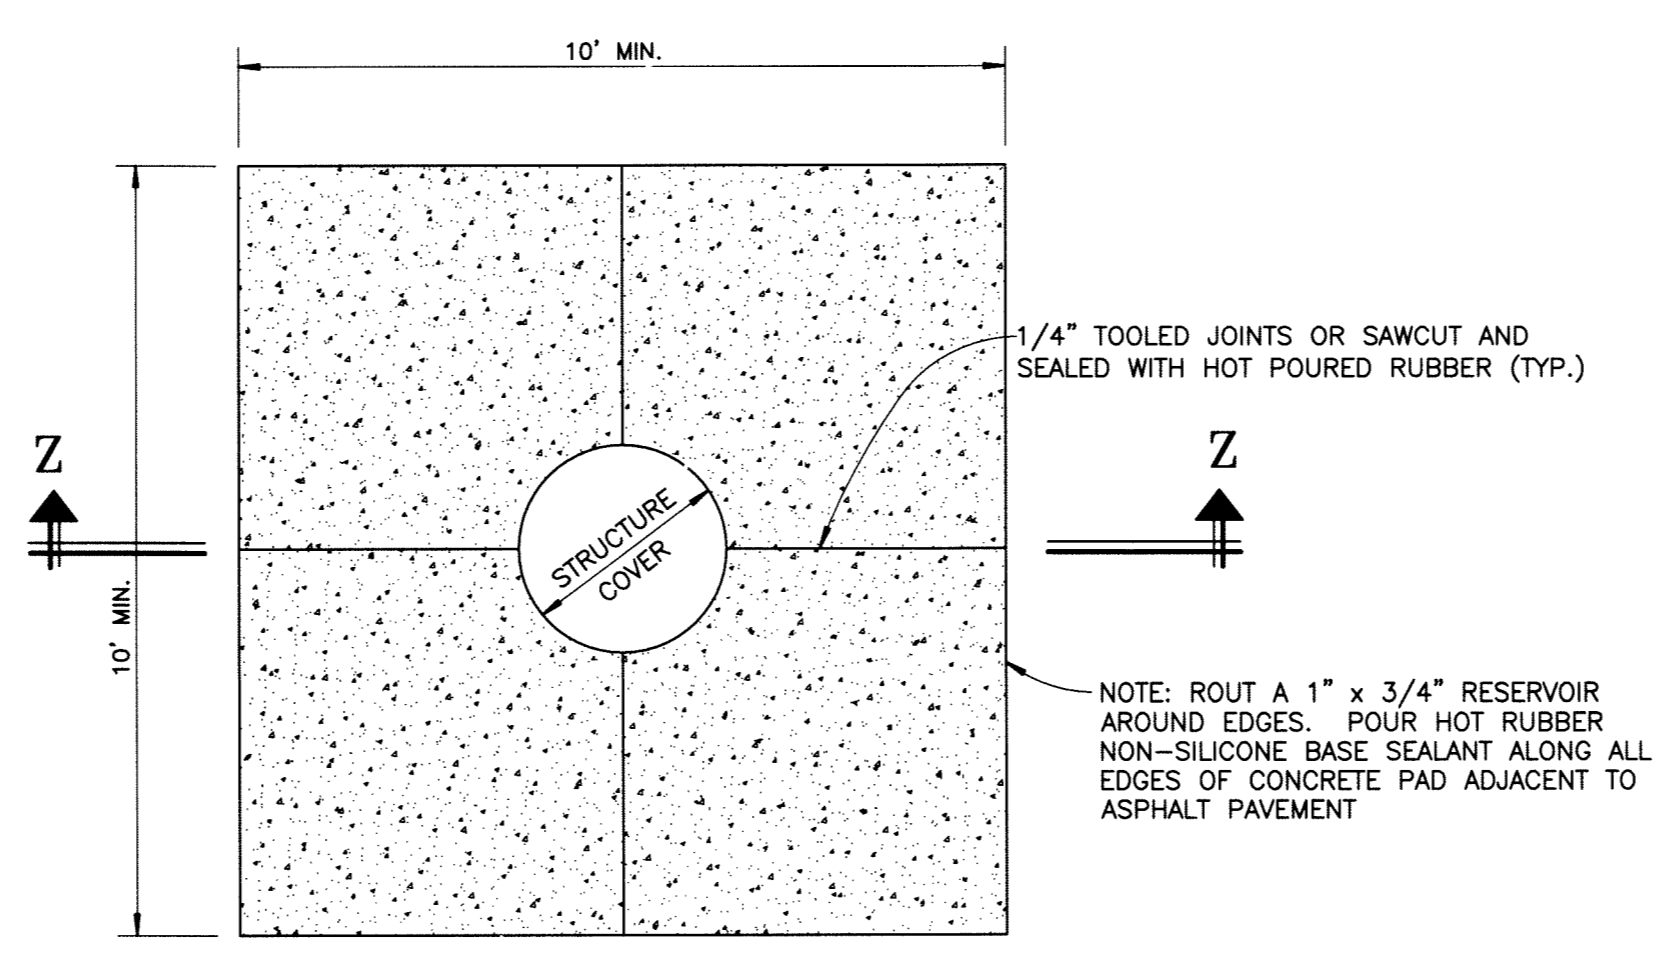 10' MIN.
1/4" TOOLED JOINTS OR SAWCUT AND
SEALED WITH HOT POURED RUBBER (TYP.)
Z
Z
STRUCTURE
COVER
10' MIN.
NOTE: ROUT A 1" x 3/4" RESERVOIR
AROUND EDGES. POUR HOT RUBBER
NON-SILICONE BASE SEALANT ALONG ALL
EDGES OF CONCRETE PAD ADJACENT TO
ASPHALT PAVEMENT